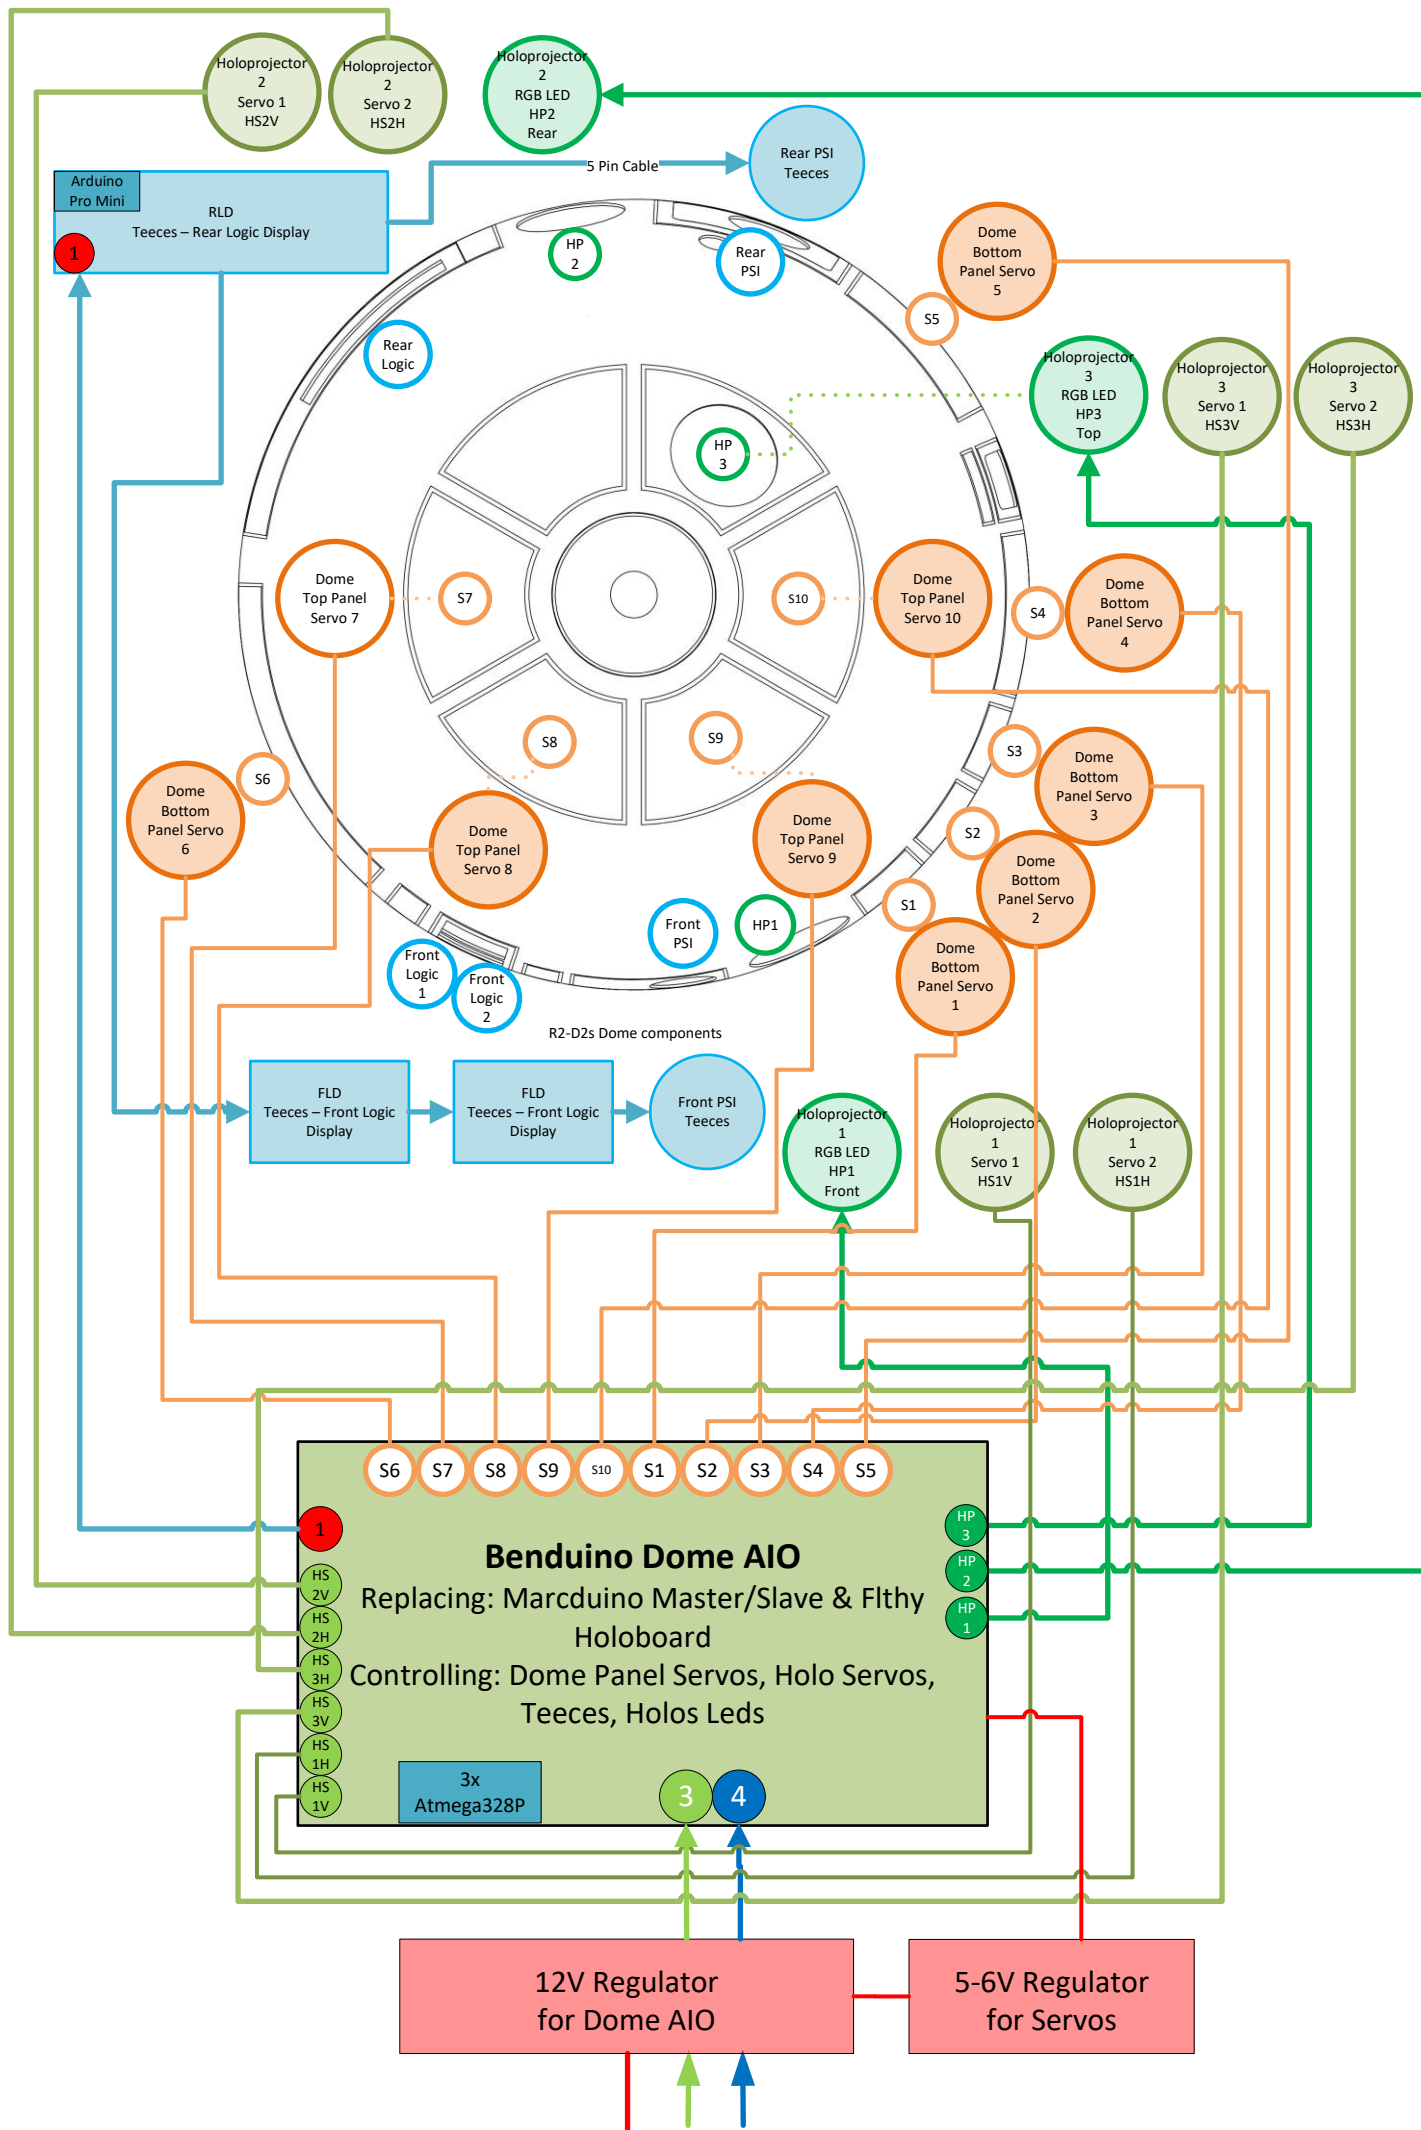 Holoprojector
2
Servo 1
HS2V
Holoprojector
2
Servo 2
HS2H
Holoprojector
2
RGB LED
HP2
Rear
5 Pin Cable
Rear PSI
Teeces
Arduino
Pro Mini
RLD
Teeces – Rear Logic Display
1
HP
2
Rear
PSI
Dome
Bottom
Panel Servo
5
S5
Rear
Logic
Holoprojector
3
RGB LED
HP3
Top
Holoprojector
3
Servo 1
HS3V
Holoprojector
3
Servo 2
HS3H
HP
3
Dome
Top Panel
Servo 7
S7
S10
Dome
Top Panel
Servo 10
S4
Dome
Bottom
Panel Servo
4
S8
S9
S3
Dome
Bottom
Panel Servo
3
S6
Dome
Bottom
Panel Servo
6
Dome
Top Panel
Servo 8
Dome
Top Panel
Servo 9
S2
Dome
Bottom
Panel Servo
2
S1
Dome
Bottom
Panel Servo
1
Front
PSI
HP1
Front
Logic
1
Front
Logic
2
R2-D2s Dome components
FLD
Teeces – Front Logic
Display
FLD
Teeces – Front Logic
Display
Front PSI
Teeces
Holoprojector
1
RGB LED
HP1
Front
Holoprojector
1
Servo 1
HS1V
Holoprojector
1
Servo 2
HS1H
S6
S7
S8
S9
S10
S1
S2
S3
S4
S5
1
HS
2V
HS
2H
HS
3H
HS
3V
HS
1H
HS
1V
HP
3
HP
2
HP
1
Benduino Dome AIO
Replacing: Marcduino Master/Slave & Flthy
Holoboard
Controlling: Dome Panel Servos, Holo Servos,
Teeces, Holos Leds
3x
Atmega328P
3
4
12V Regulator
for Dome AIO
5-6V Regulator
for Servos